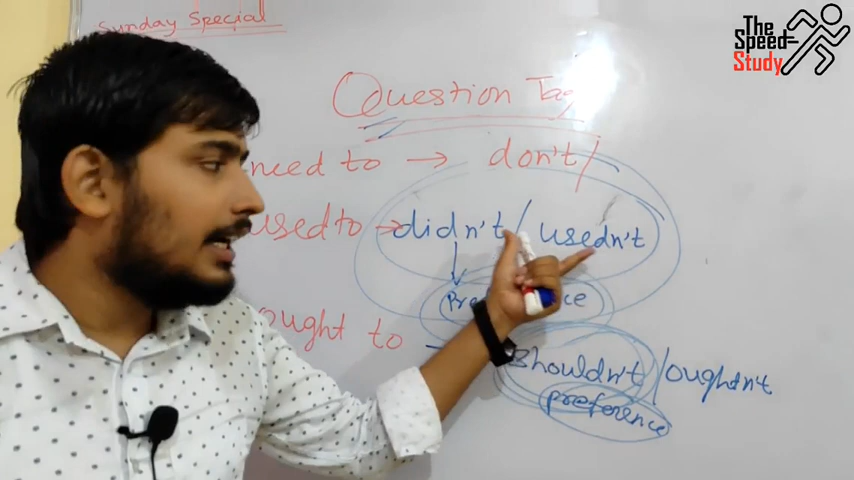 Sunday Special
The
Speed
Study
Question Tag
need to → don't/
used to → didn't / usedn't
ought to → shouldn't / oughtn't
preference